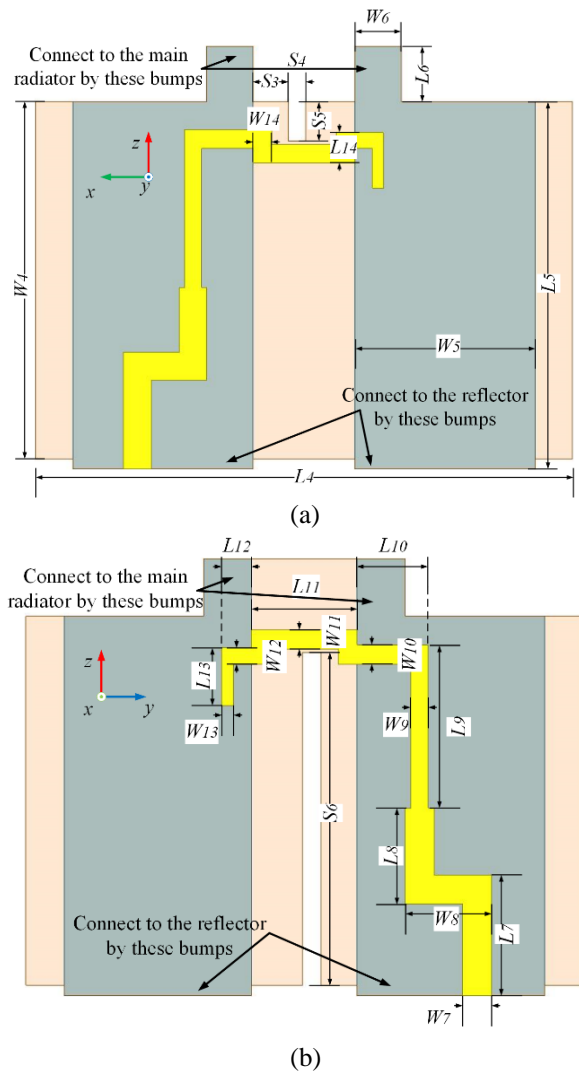 W6
Connect to the main
radiator by these bumps
S4
S3
L6
S5
W14
L14
z
x
y
W4
L5
W5
Connect to the reflector
by these bumps
L4
(a)
L12
L10
Connect to the main
radiator by these bumps
L11
W11
W12
W10
L13
z
x
y
W13
W9
L9
S6
L8
W8
L7
Connect to the reflector
by these bumps
W7
(b)